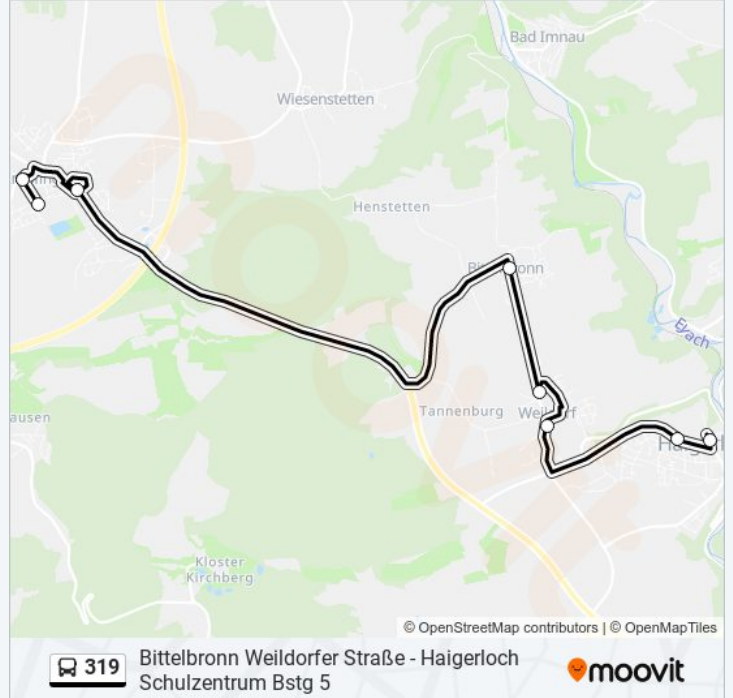 Bad Imnau
Wiesenstetten
Henstetten
Eyach
Tannenburg
ausen
Kloster
Kirchberg
© OpenStreetMap contributors | © OpenMapTiles
319
Bittelbronn Weildorfer Straße - Haigerloch
Schulzentrum Bstg 5
moovit